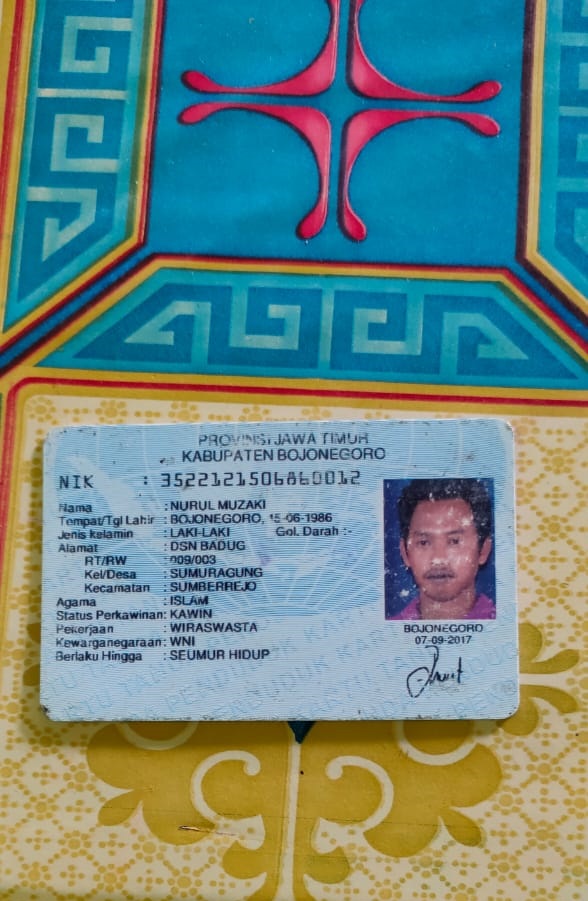 PROVINSI JAWA TIMUR
KABUPATEN BOJONEGORO
NIK : 3522121506860012
Nama : NURUL MUZAKI
Tempat/Tgl Lahir : BOJONEGORO, 15-06-1986
Jenis kelamin : LAKI-LAKI Gol. Darah :-
Alamat : DSN BADUG
RT/RW : 009/003
Kel/Desa : SUMURAGUNG
Kecamatan : SUMBERREJO
Agama : ISLAM
Status Perkawinan: KAWIN
Pekerjaan : WIRASWASTA
Kewarganegaraan: WNI
Berlaku Hingga : SEUMUR HIDUP
BOJONEGORO
07-09-2017